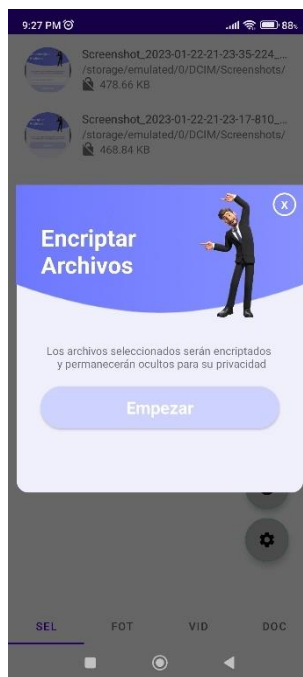 9:27 PM
88%
Screenshot_2023-01-22-21-23-35-224_...
/storage/emulated/0/DCIM/Screenshots/
478.66 KB
Screenshot_2023-01-22-21-23-17-810_...
/storage/emulated/0/DCIM/Screenshots/
468.84 KB
X
Encriptar
Archivos
Los archivos seleccionados serán encriptados
y permanecerán ocultos para su privacidad
Empezar
SEL FOT VID DOC